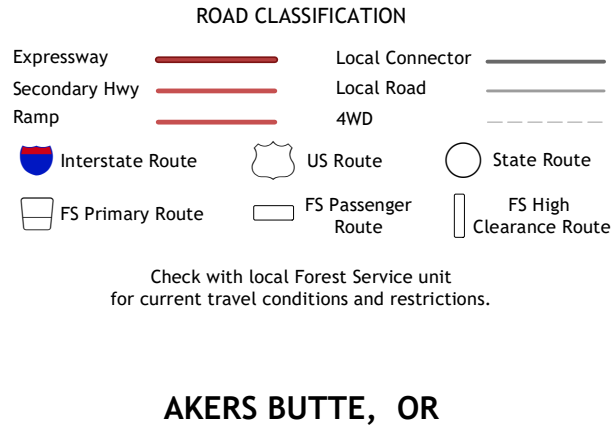 ROAD CLASSIFICATION
Expressway
Local Connector
Secondary Hwy
Local Road
Ramp
4WD
Interstate Route
US Route
State Route
FS Primary Route
FS Passenger
Route
FS High
Clearance Route
Check with local Forest Service unit
for current travel conditions and restrictions.
AKERS BUTTE, OR